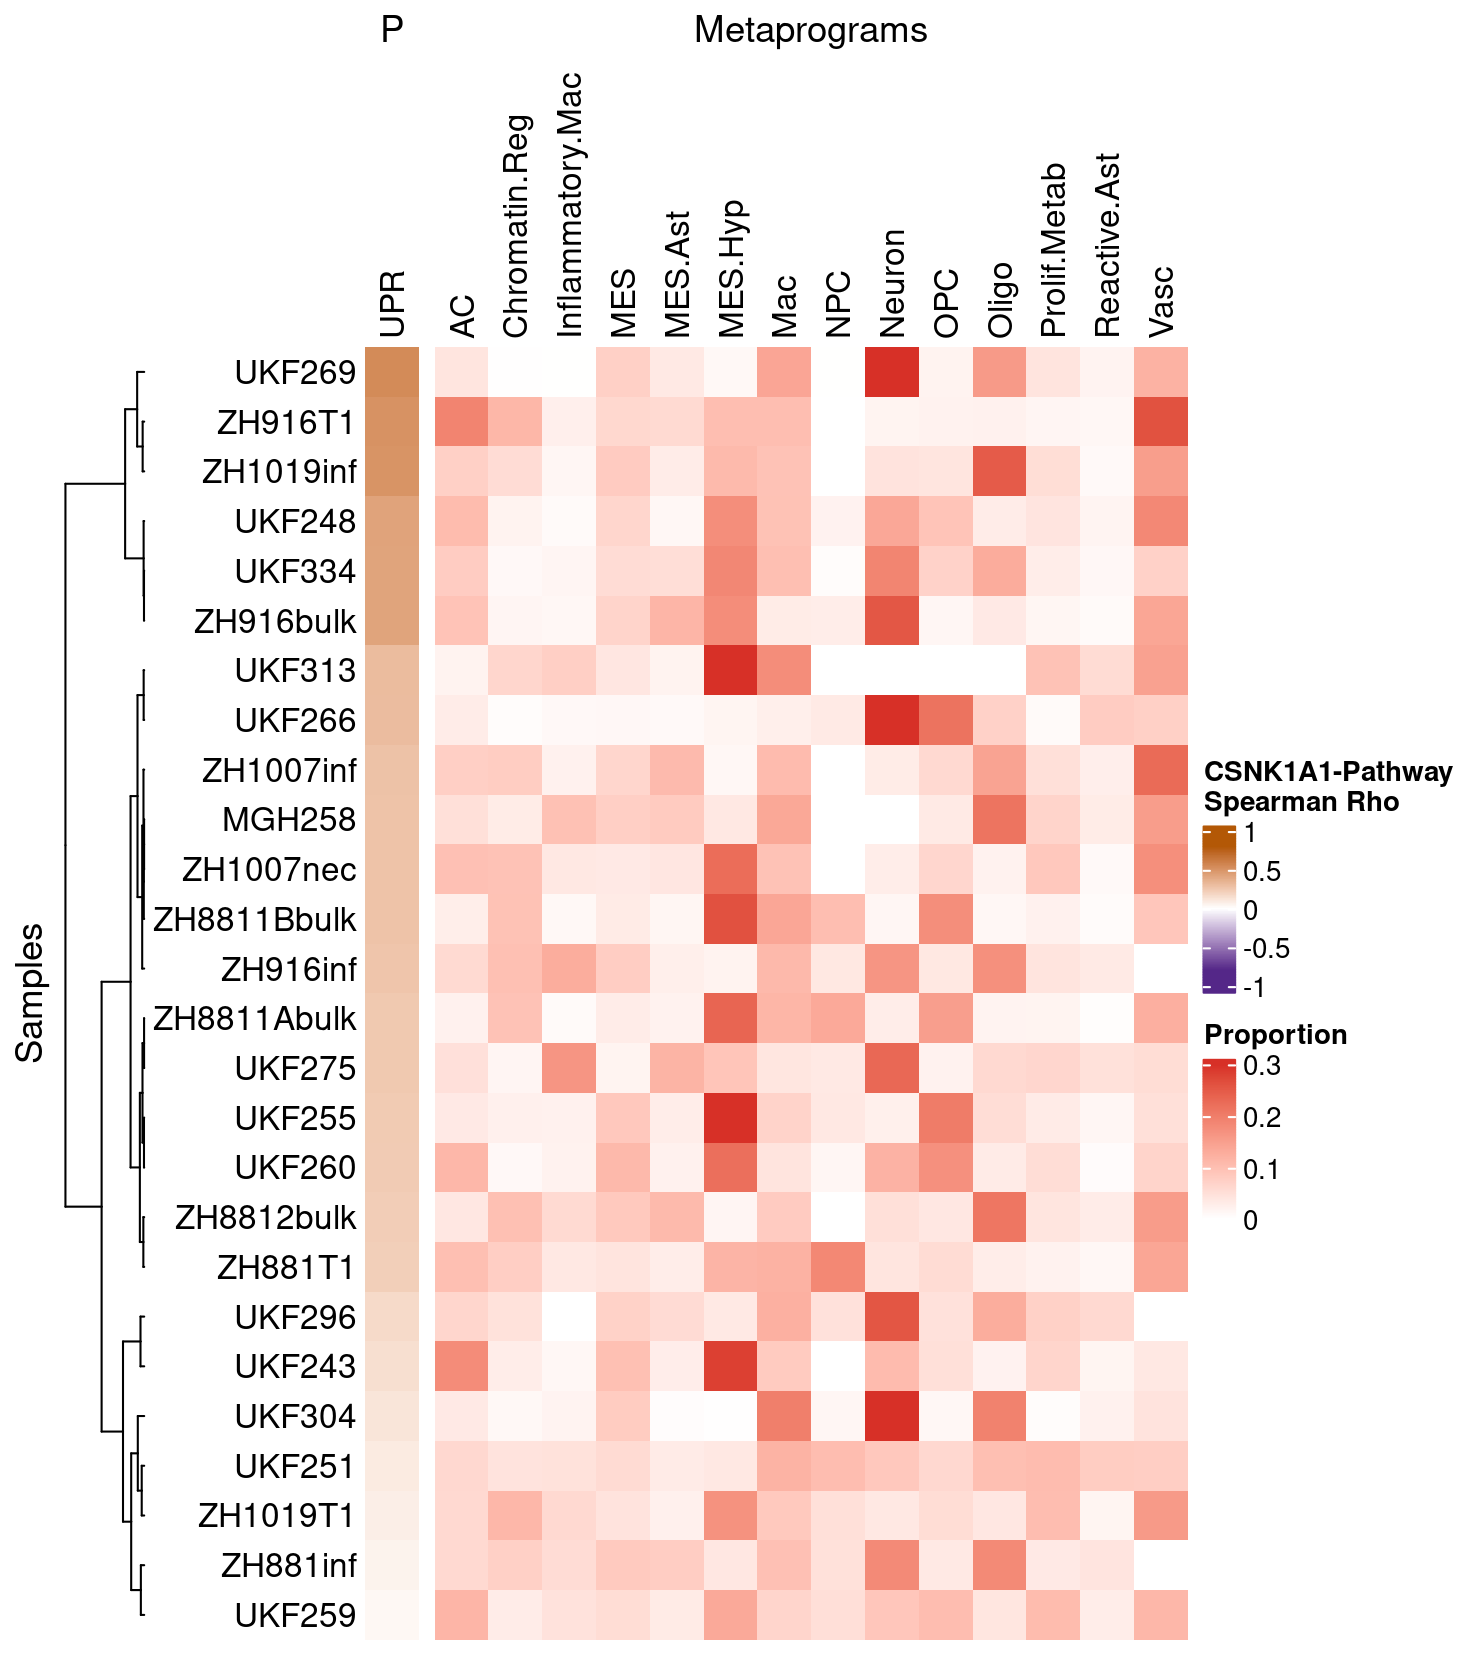 P
Metaprograms
UPR
AC
Chromatin.Reg
Inflammatory.Mac
MES
MES.Ast
MES.Hyp
Mac
NPC
Neuron
OPC
Oligo
Prolif.Metab
Reactive.Ast
Vasc
Samples
UKF269
ZH916T1
ZH1019inf
UKF248
UKF334
ZH916bulk
UKF313
UKF266
ZH1007inf
MGH258
ZH1007nec
ZH8811Bbulk
ZH916inf
ZH8811Abulk
UKF275
UKF255
UKF260
ZH8812bulk
ZH881T1
UKF296
UKF243
UKF304
UKF251
ZH1019T1
ZH881inf
UKF259
CSNK1A1-Pathway
Spearman Rho
1
0.5
0
-0.5
-1
Proportion
0.3
0.2
0.1
0